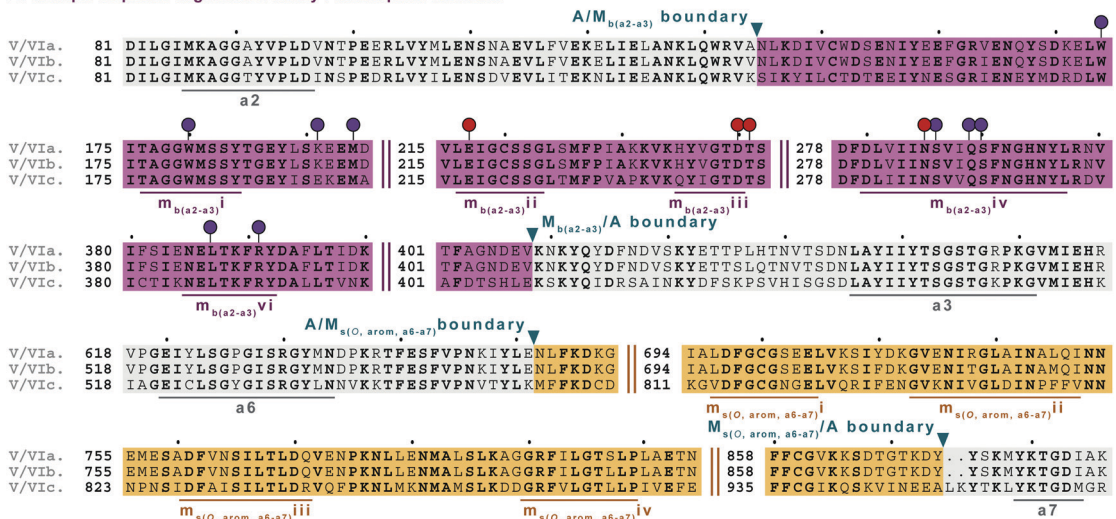 A/M b(a2-a3) boundary
V/VIa. 81 DILGIMKAGGAYVPLDVNTPEERLVYMLENSNAEVLFVEKELIELANKLQWRVANLKDIVCWDSENIYEEFGRVENQYSDKELW
V/VIb. 81 DILGIMKAGGAYVPLDVNTPEERLVYMLENSNAEVLFVEKELIELANKLQWRVVNLKDIVCWDSENIYEEFGRIENQYSDKELW
V/VIc. 81 DILGIMKAGGTYVPLDINSPEDRLVYILENSDVEVLITEKNLIEEANKLQWRVKSIKYILCTDTEEIYNESGRIENEYMDRDLW
a2
V/VIa. 175 ITAGGWMSSYTGEYLSKEEMD 215 VLEIGCSSGLSMFPIAKKVKHYVGTDTS 278 DFDLVIINSVIQSFNGHNYLRNV
V/VIb. 175 ITAGGWMSSYTGEYLSKEEMD 215 VLEIGCSSGLSMFPIAKKVKHYVGTDTS 278 DFDLVIINSVIQSFNGHNYLRNV
V/VIc. 175 ITAGGWMSSYTGEYISEKEMA 215 VLEIGCSSGLTMFPVAPKVKQYIGTDTS 278 DFDLIIINSVVQSFNGHNYLRDV
m b(a2-a3) i m b(a2-a3) ii m b(a2-a3) iii m b(a2-a3) iv
M b(a2-a3)/A boundary
V/VIa. 380 IFSIENELTKFRYDAFLTIDK 401 TFAGNDEVKNKYQYDFNDVSKYETTPLHTNVTSDNLAYIIYTSGSTGRPKGVMIEHR
V/VIb. 380 IFSIENELTKFRYDAFLTIDK 401 TFAGNDEVKNKYQYDFNDVSKYETTSLQTNVTSDNLAYIIYTSGSTGRPKGVMIEHR
V/VIc. 380 ICTIKNELTKFRYDALLTVNK 401 AFDTSHLEKSKYQIDRSAINKYDFSKPSVHISGSDLAYIIYTSGSTGKPKGVMIEHK
m b(a2-a3) vi a3
A/M s(O, arom, a6-a7) boundary
V/VIa. 618 VPGEIYLSGPGISRGYMNDPKRTFESFVPNKIYLENLFKDKG 694 IALDFGCGSEELVKSIYDKGVENIRGLAINALQINN
V/VIb. 518 VPGEIYLSGPGISRGYMNDPKRTFESFVPNKIYLENLFKDKG 694 IALDFGCGSEELVKSIYDKGVENIRGLAINAMQINN
V/VIc. 518 IAGEICLSGYGISRGYLNNVKKTFESFVPNVTYLKMFFKDCD 811 KGVDFGCGNGELVQRIFENGVKNIVGLDINPFFVNN
a6 m s(O, arom, a6-a7) i m s(O, arom, a6-a7) ii
M s(O, arom, a6-a7)/A boundary
V/VIa. 755 EMESADFVNSILTLDQVENPKNLLENMALSLKAGGRFILGTSLPLAETN 858 FFCGVKKSDTGTKDY..YSKMYKTGDIAK
V/VIb. 755 EMESADFVNSILTLDQVENPKNLLENMALSLKAGGRFILGTSLPLAETN 858 FFCGVKKSDTGTKDY..YSKMYKTGDIAK
V/VIc. 823 NPNSIDFAISILTLDRVQFPKNLMKNMAMSLKDDGRFVLGTLLPIVEFE 935 FFCGIKQSKVINEEALKYTKLYKTGDMGR
m s(O, arom, a6-a7) iii m s(O, arom, a6-a7) iv a7